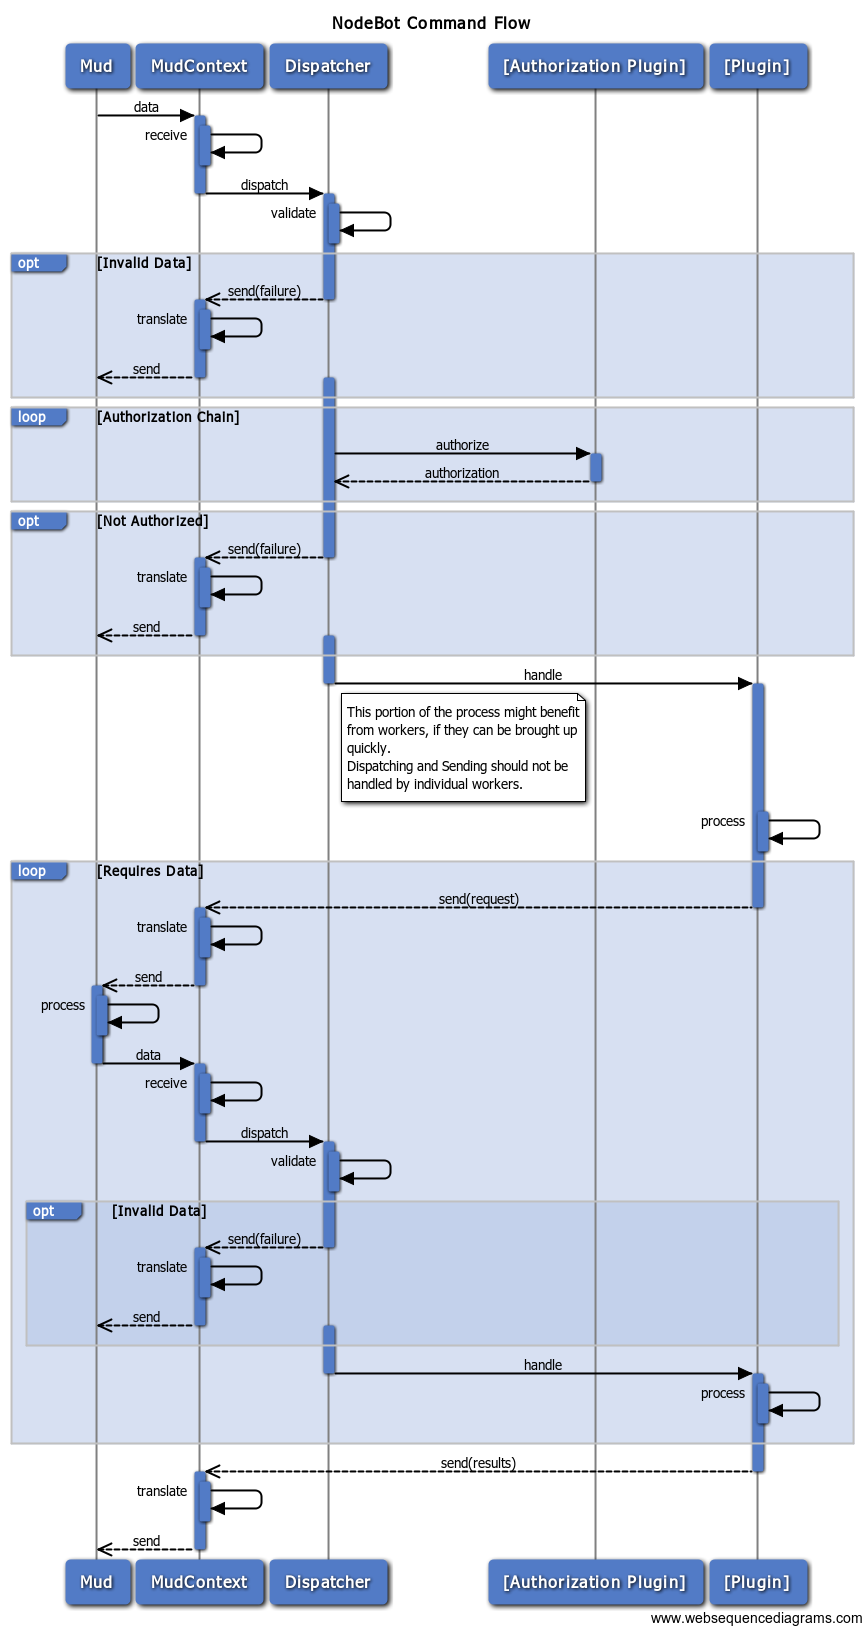 NodeBot Command Flow
Mud MudContext Dispatcher [Authorization Plugin] [Plugin]
data
receive
dispatch
validate
opt [Invalid Data]
send(failure)
translate
send
loop [Authorization Chain]
authorize
authorization
opt [Not Authorized]
send(failure)
translate
send
handle
This portion of the process might benefit
from workers, if they can be brought up
quickly.
Dispatching and Sending should not be
handled by individual workers.
process
loop [Requires Data]
send(request)
translate
send
process
data
receive
dispatch
validate
opt [Invalid Data]
send(failure)
translate
send
handle
process
send(results)
translate
send
Mud MudContext Dispatcher [Authorization Plugin] [Plugin]
www.websequencediagrams.com